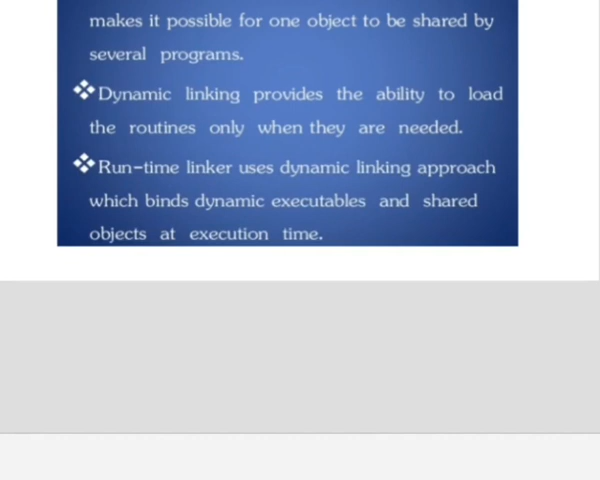 makes it possible for one object to be shared by
several programs.
❖Dynamic linking provides the ability to load
the routines only when they are needed.
❖Run-time linker uses dynamic linking approach
which binds dynamic executables and shared
objects at execution time.